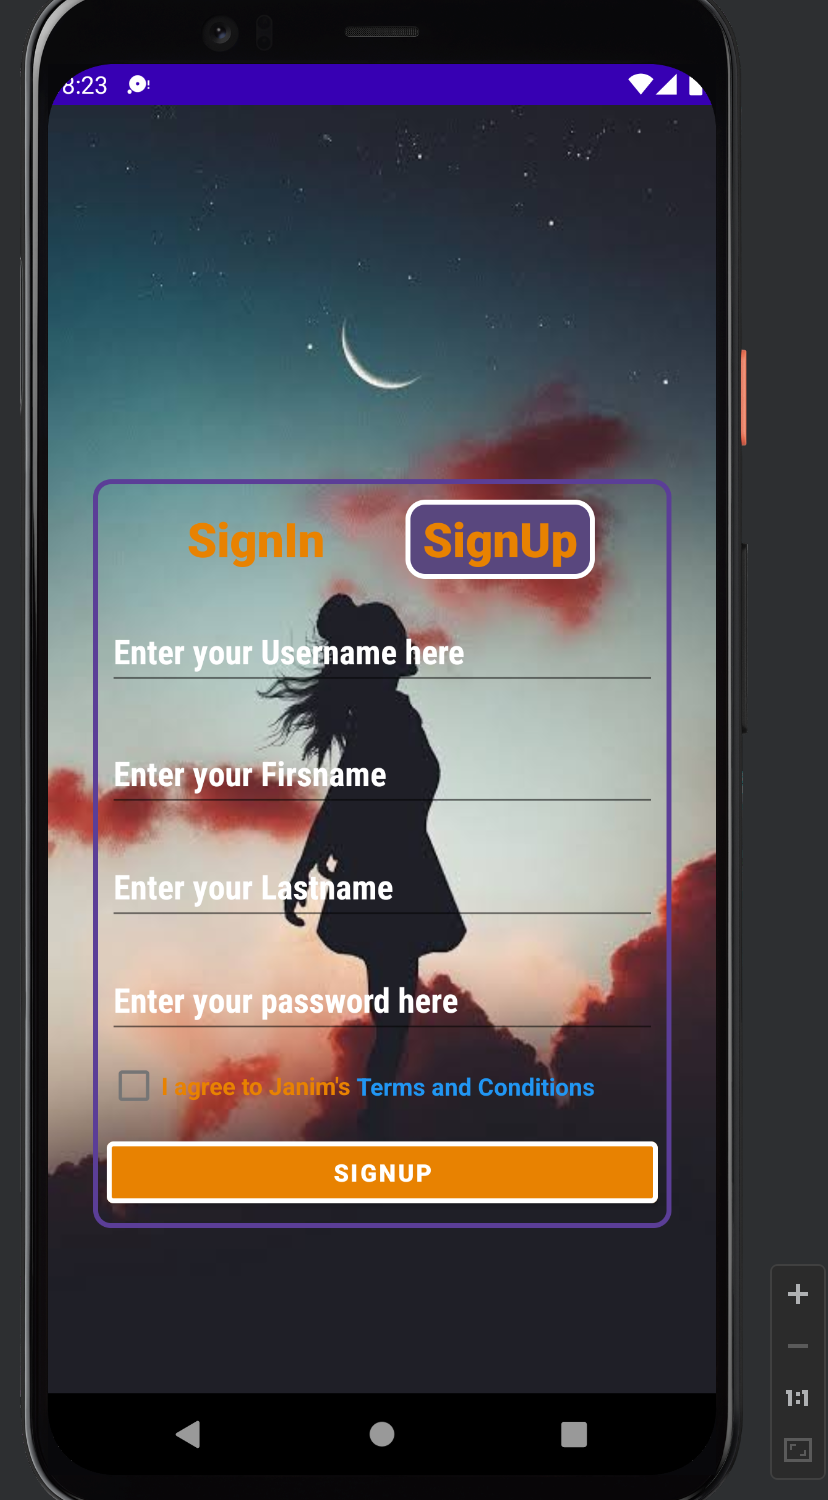 8:23
SignIn SignUp
Enter your Username here
Enter your Firsname
Enter your Lastname
Enter your password here
I agree to Janim's Terms and Conditions
SIGNUP
1:1